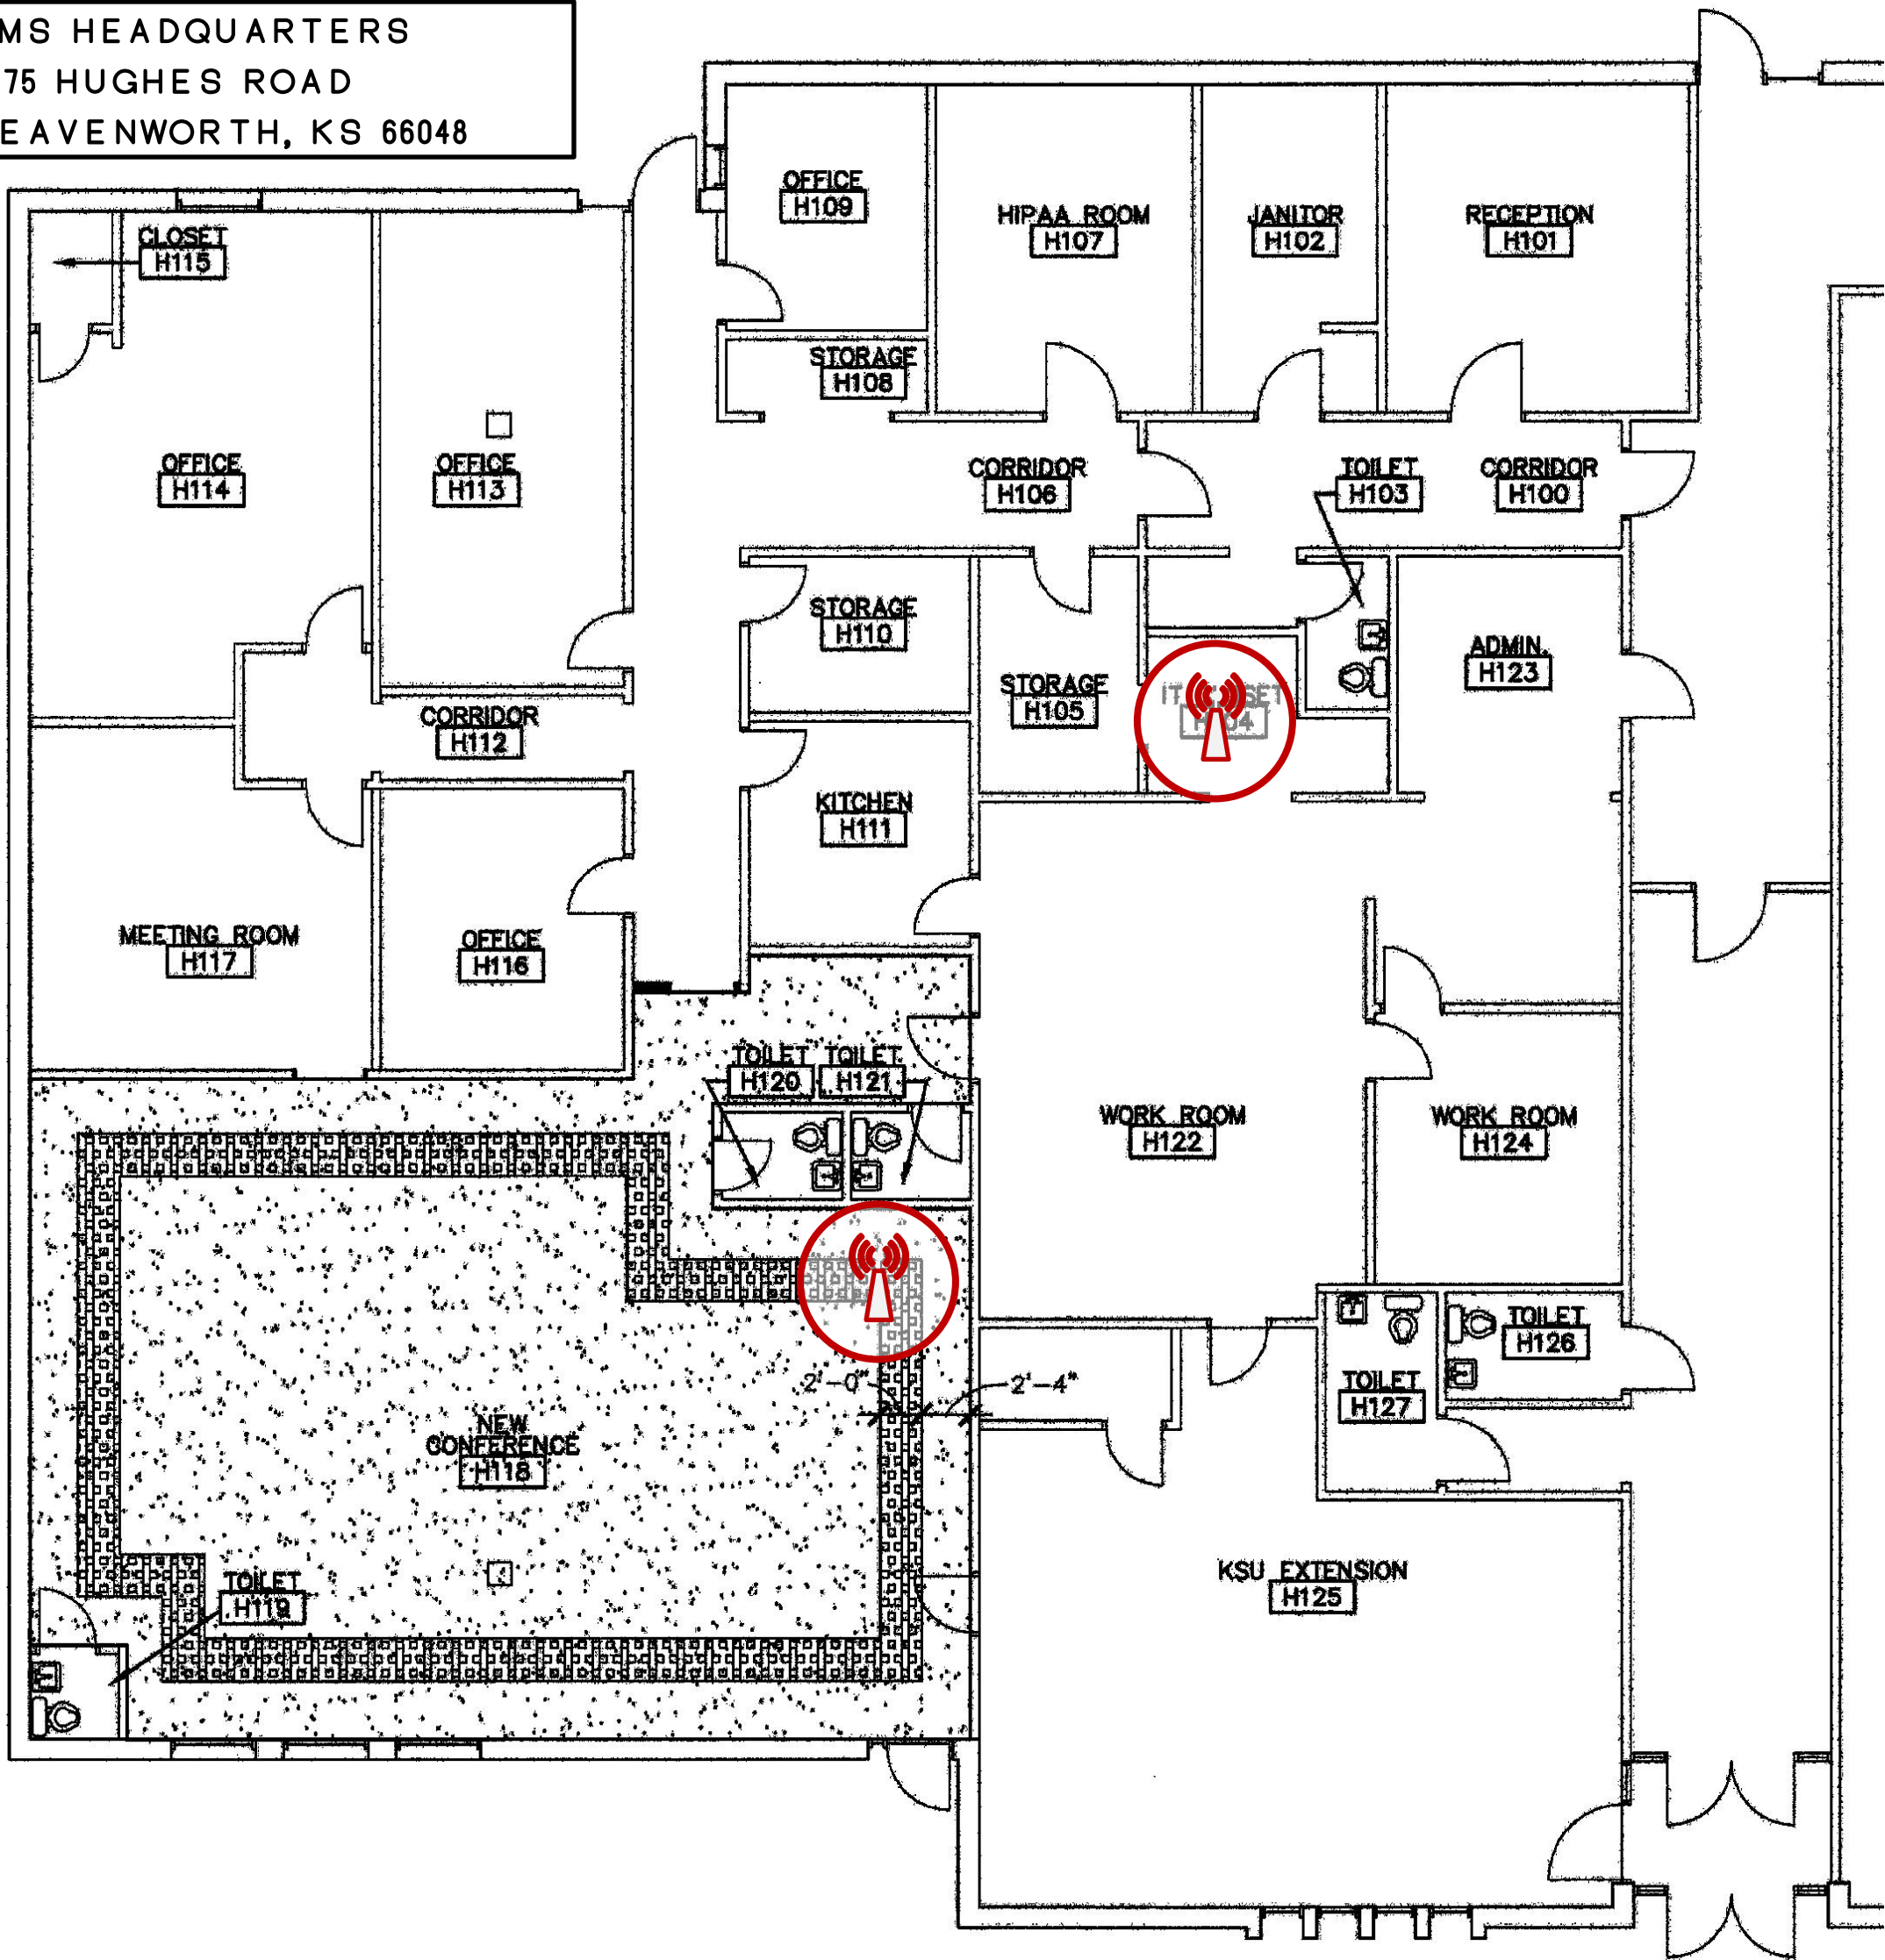 MS HEADQUARTERS
75 HUGHES ROAD
EAVENWORTH, KS 66048
OFFICE
H109
HIPAA ROOM
H107
JANITOR
H102
RECEPTION
H101
CLOSET
H115
STORAGE
H108
OFFICE
H114
OFFICE
H113
CORRIDOR
H106
TOILET
H103
CORRIDOR
H100
STORAGE
H110
ADMIN.
H123
STORAGE
H105
CORRIDOR
H112
KITCHEN
H111
MEETING ROOM
H117
OFFICE
H116
TOILET
H120
TOILET
H121
WORK ROOM
H122
WORK ROOM
H124
TOILET
H126
TOILET
H127
2'-0"
2'-4"
NEW
CONFERENCE
H118
KSU EXTENSION
H125
TOILET
H119